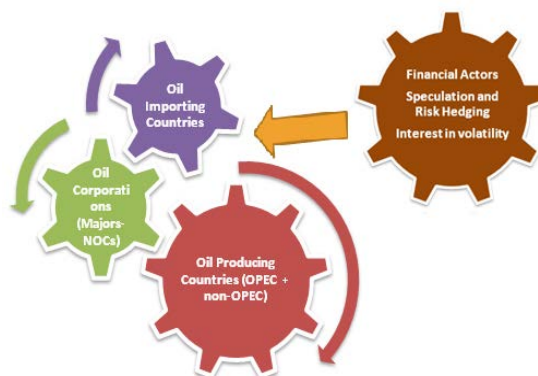 Oil
Importing
Countries
Financial Actors
Speculation and
Risk Hedging
Interest in volatility
Oil
Corporati
ons
(Majors-
NOCs)
Oil Producing
Countries (OPEC +
non-OPEC)